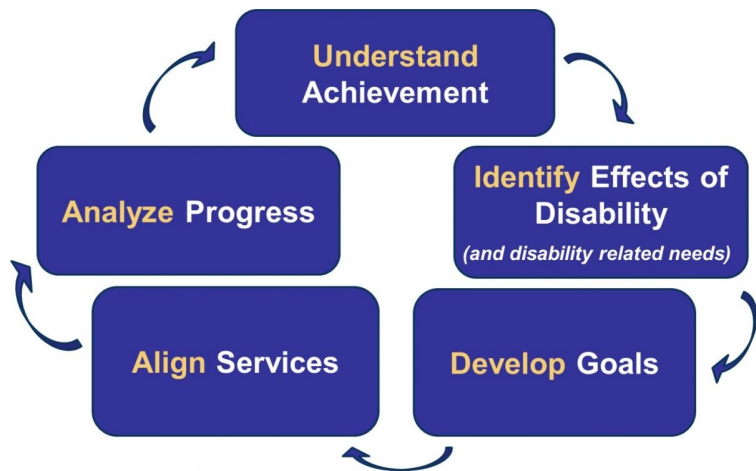 Understand
Achievement
Identify Effects of
Disability
(and disability related needs)
Develop Goals
Align Services
Analyze Progress